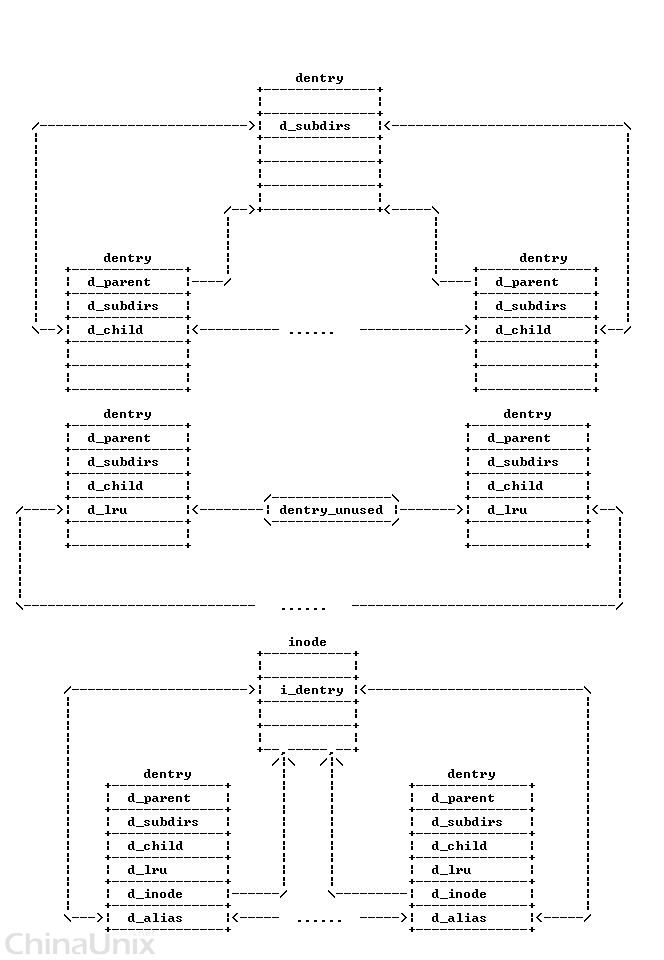 dentry
d_subdirs
dentry dentry
d_parent d_parent
d_subdirs d_subdirs
d_child ...... d_child
dentry dentry
d_parent d_parent
d_subdirs d_subdirs
d_child d_child
d_lru dentry_unused d_lru
......
inode
i_dentry
dentry dentry
d_parent d_parent
d_subdirs d_subdirs
d_child d_child
d_lru d_lru
d_inode d_inode
d_alias ...... d_alias
ChinaUnix